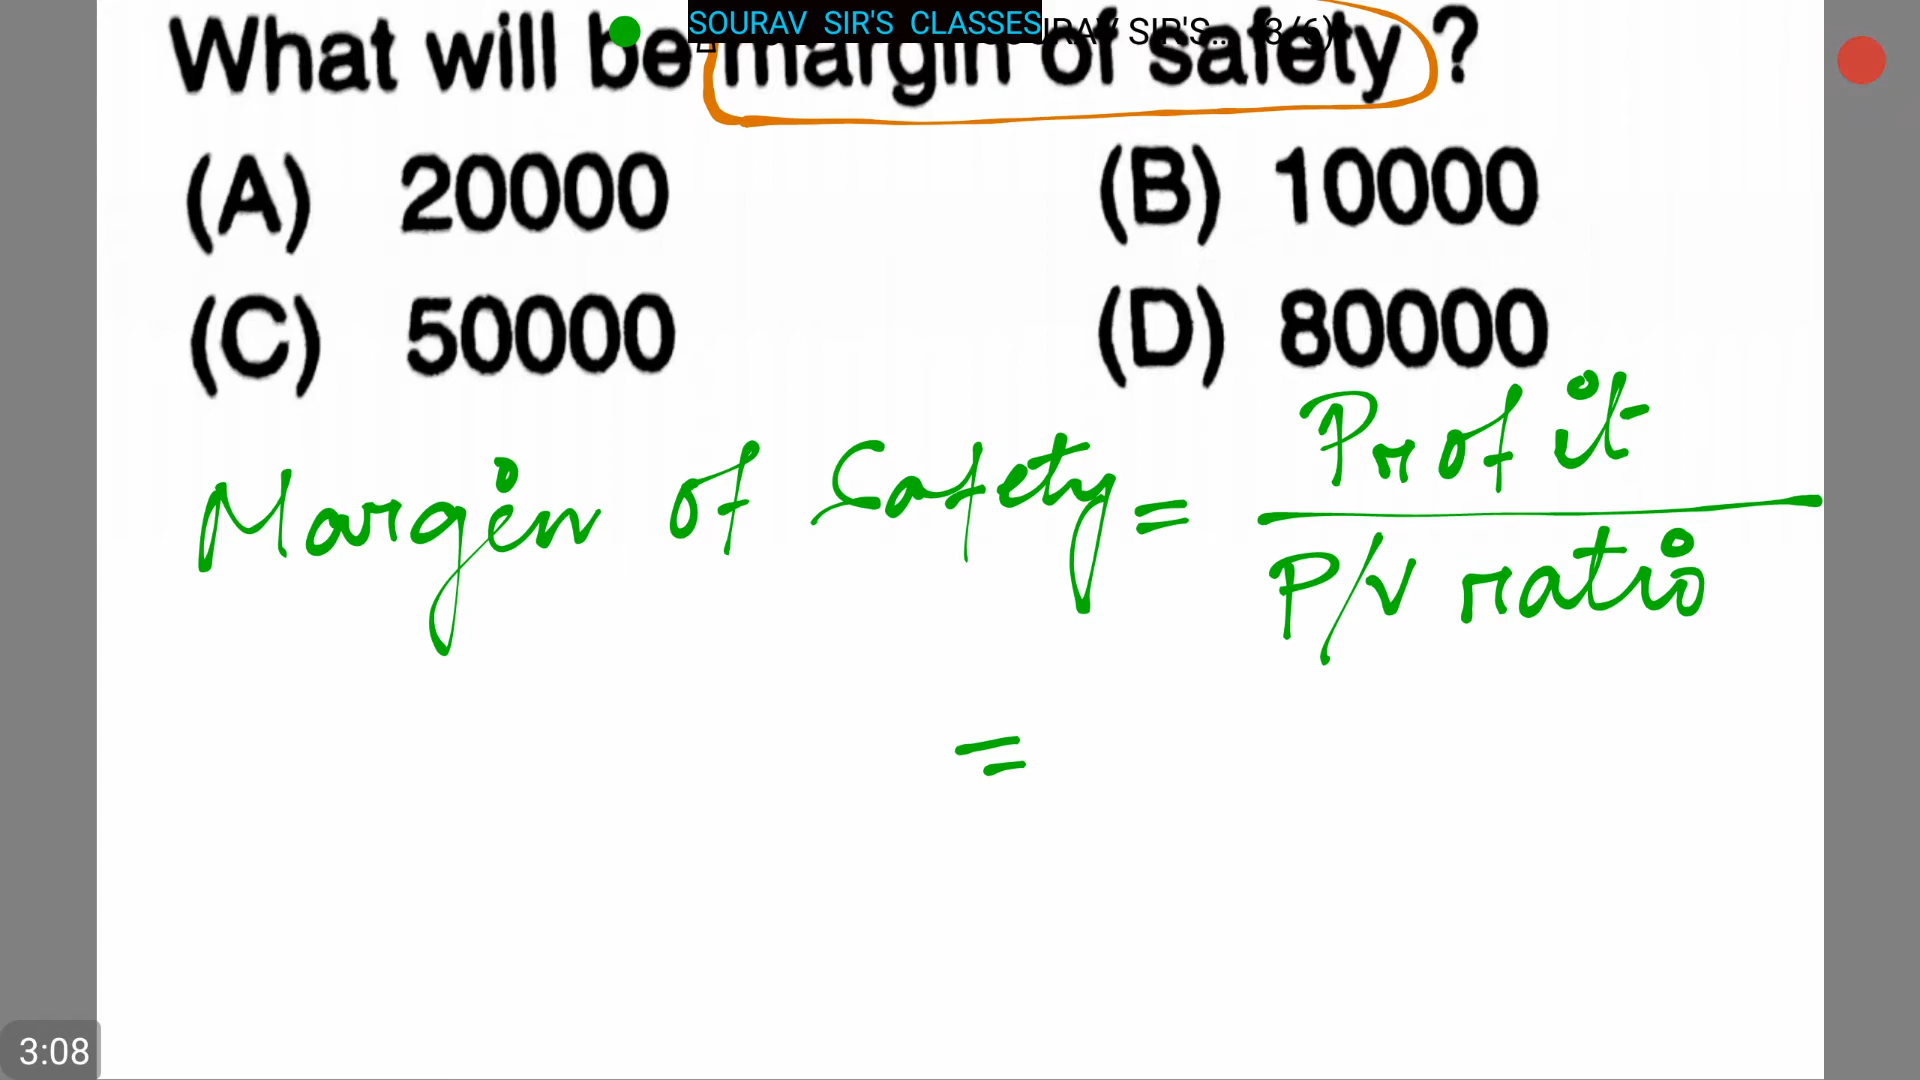 SOURAV SIR'S CLASSES
What will be margin of safety ?
(A) 20000 (B) 10000
(C) 50000 (D) 80000
Margin of Safety = Profit
P/V ratio
=
3:08